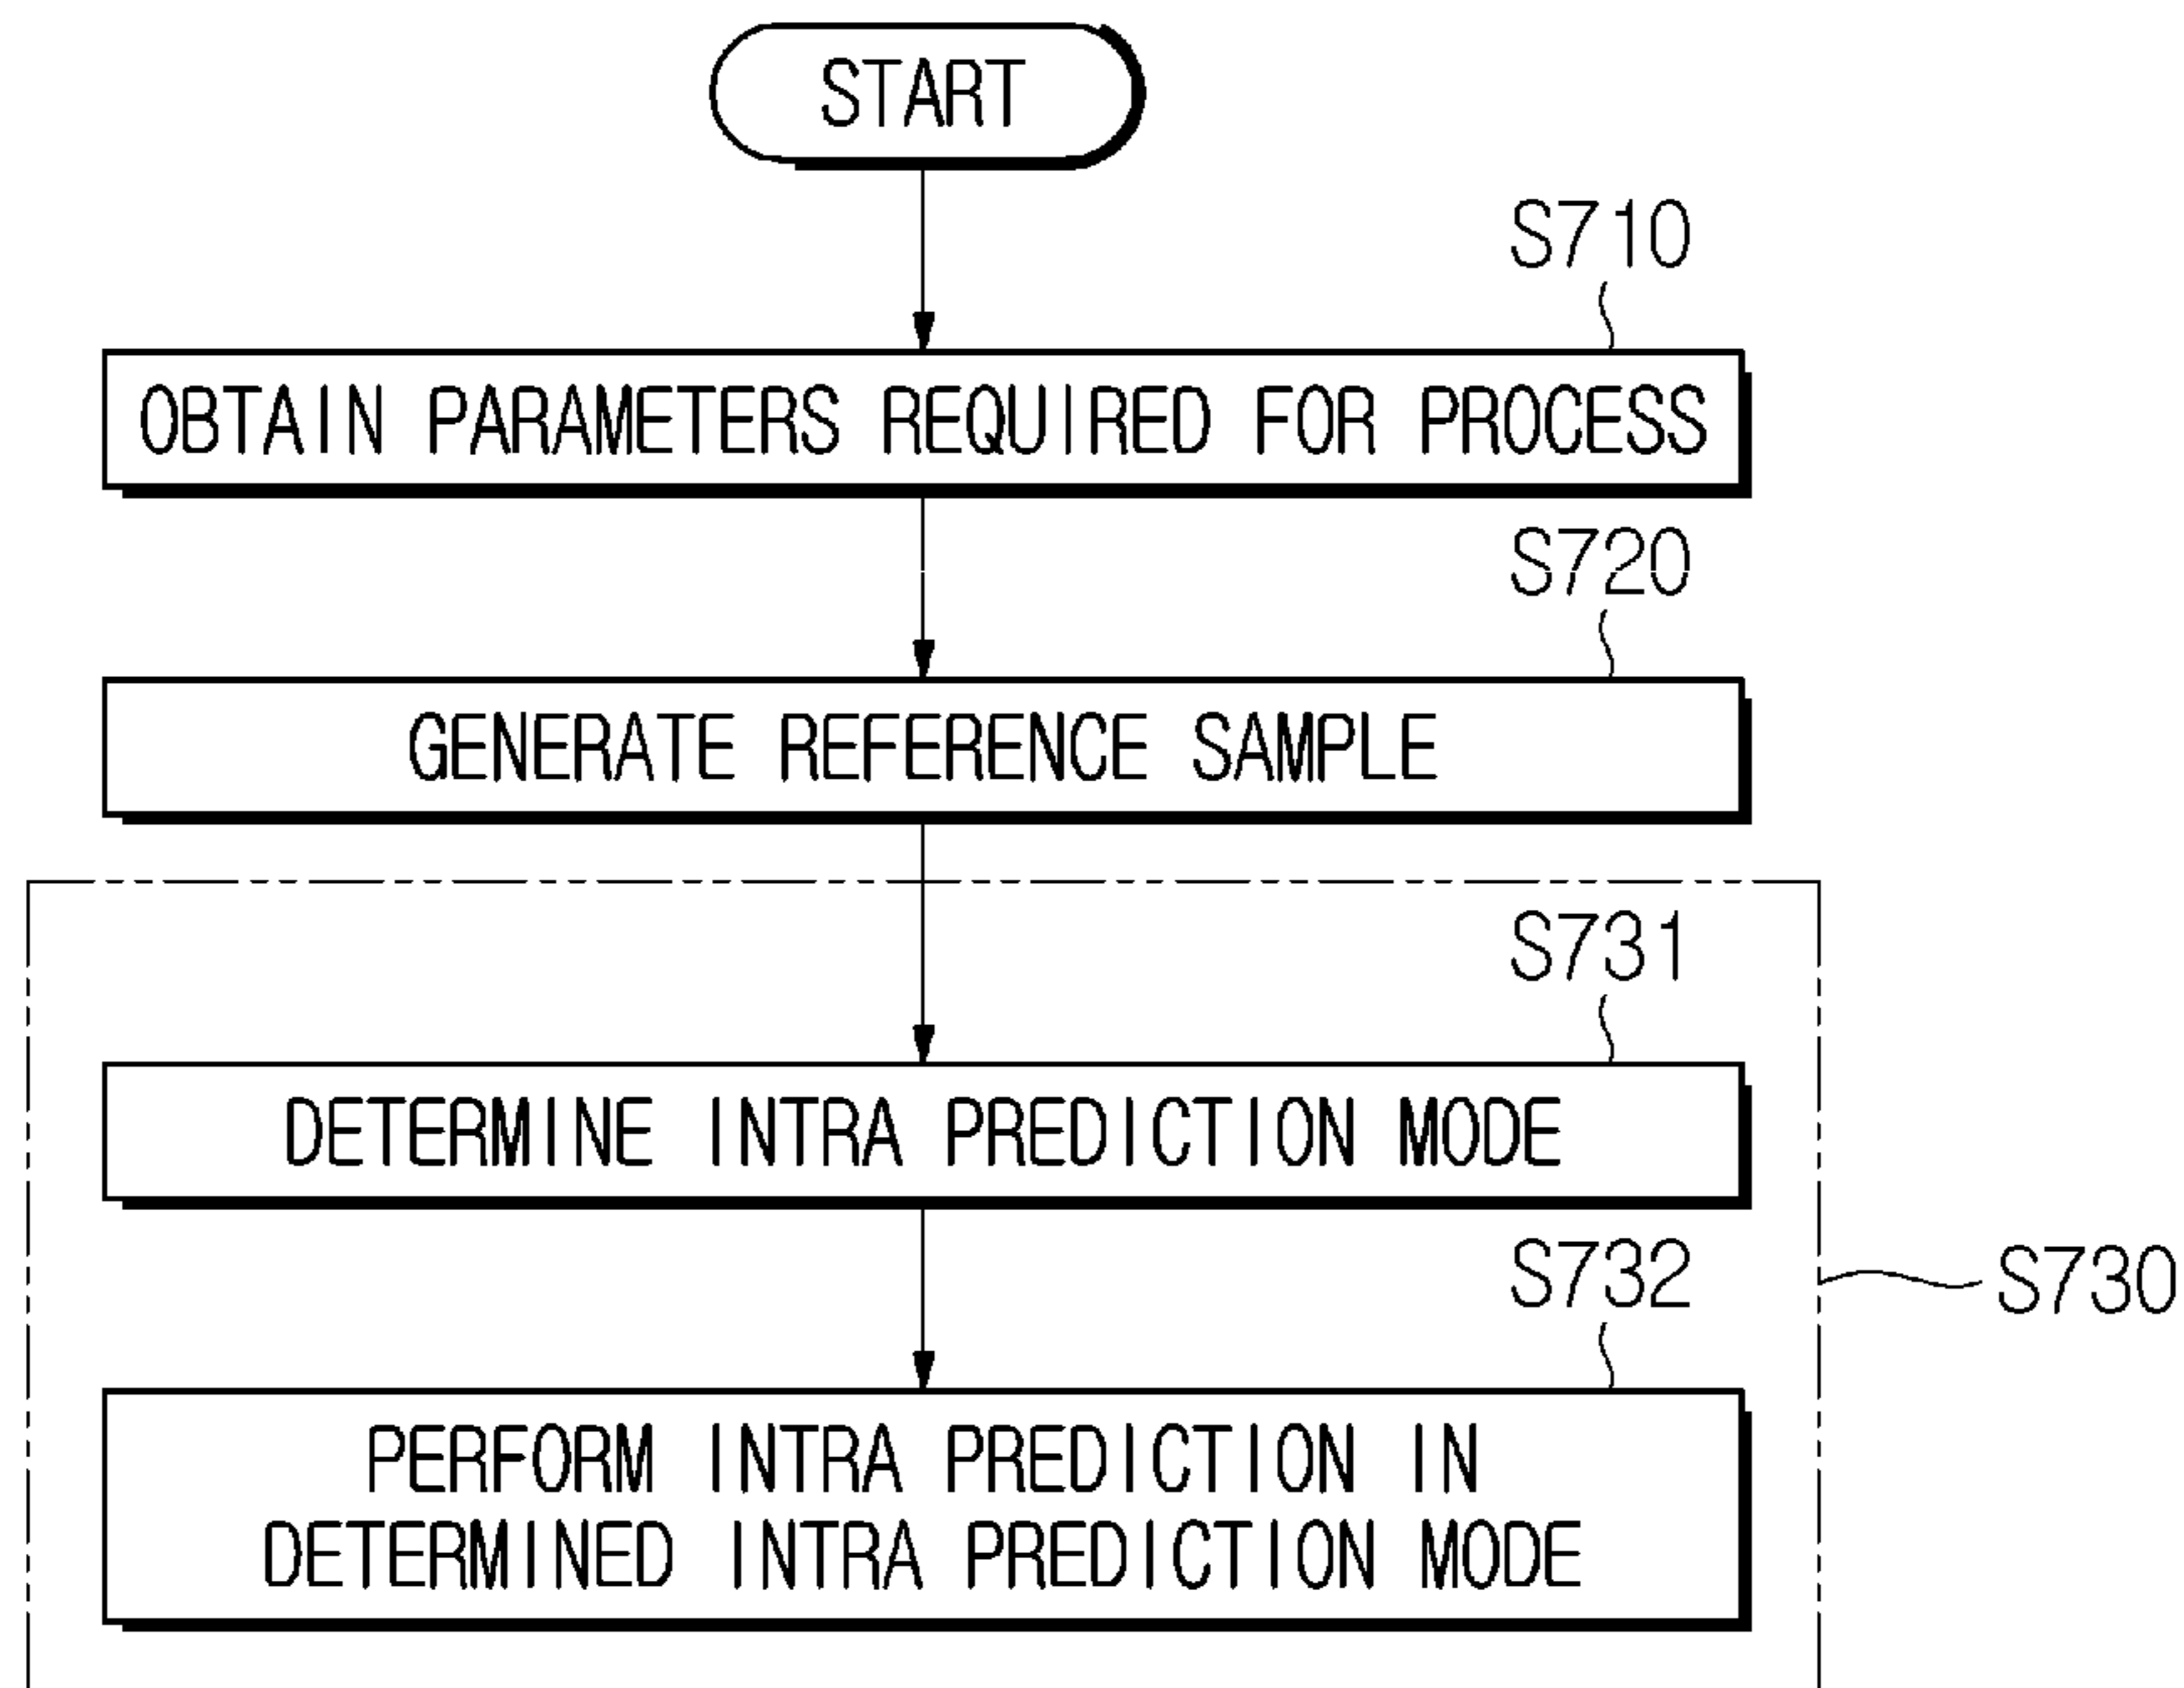 START
S710
OBTAIN PARAMETERS REQUIRED FOR PROCESS
S720
GENERATE REFERENCE SAMPLE
S731
DETERMINE INTRA PREDICTION MODE
S732
S730
PERFORM INTRA PREDICTION IN
DETERMINED INTRA PREDICTION MODE